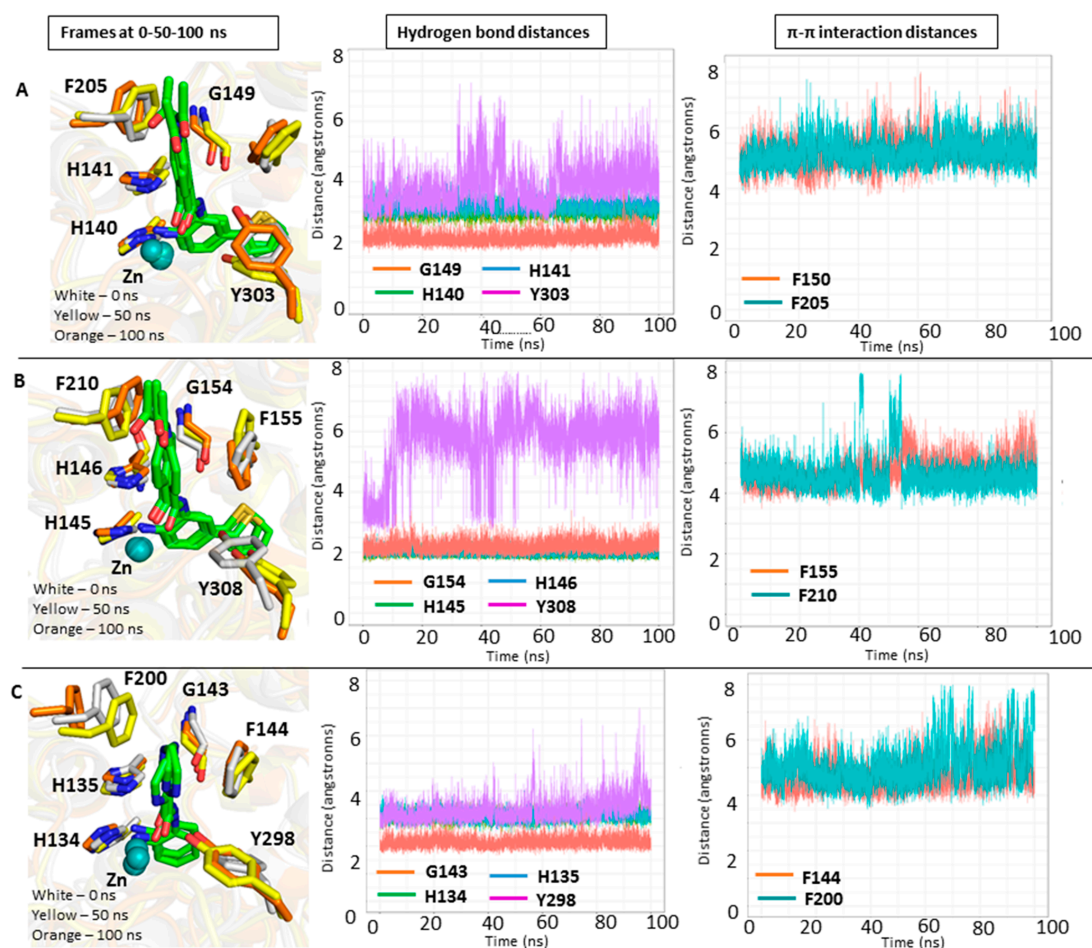 Frames at 0-50-100 ns
Hydrogen bond distances
π-π interaction distances
A
F205
G149
H141
H140
Zn
Y303
White – 0 ns
Yellow – 50 ns
Orange – 100 ns
Distance (angstronns)
8
6
4
2
0
G149
H141
H140
Y303
0
20
40
60
80
100
Time (ns)
Distance (angstronns)
8
6
4
2
0
F150
F205
0
20
40
60
80
100
Time (ns)
B
F210
G154
F155
H146
H145
Zn
Y308
White – 0 ns
Yellow – 50 ns
Orange – 100 ns
Distance (angstronns)
8
6
4
2
0
G154
H146
H145
Y308
0
20
40
60
80
100
Time (ns)
Distance (angstronns)
8
6
4
2
0
F155
F210
20
40
60
80
100
Time (ns)
C
F200
G143
F144
H135
H134
Y298
Zn
White – 0 ns
Yellow – 50 ns
Orange – 100 ns
Distance (angstronns)
8
6
4
2
0
G143
H135
H134
Y298
0
20
40
60
80
100
Time (ns)
Distance (angstronns)
8
6
4
2
0
F144
F200
0
20
40
60
80
100
Time (ns)